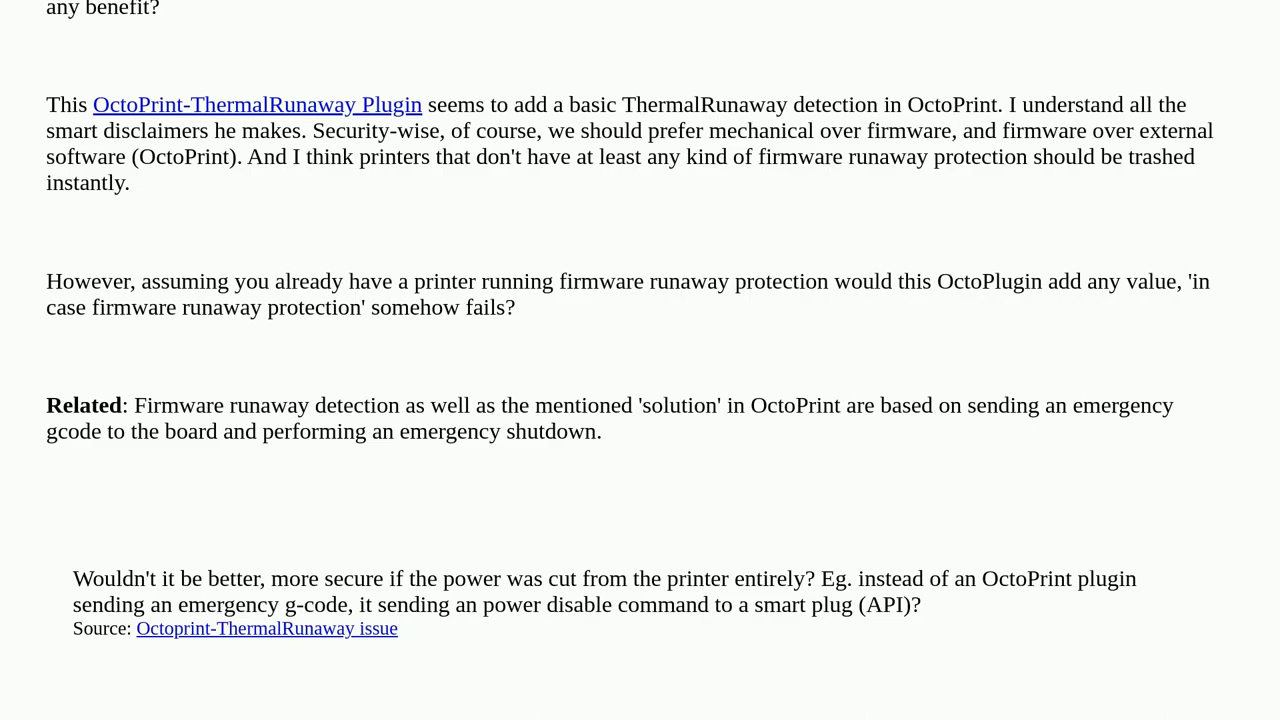 any benefit?
This OctoPrint-ThermalRunaway Plugin seems to add a basic ThermalRunaway detection in OctoPrint. I understand all the
smart disclaimers he makes. Security-wise, of course, we should prefer mechanical over firmware, and firmware over external
software (OctoPrint). And I think printers that don't have at least any kind of firmware runaway protection should be trashed
instantly.
However, assuming you already have a printer running firmware runaway protection would this OctoPlugin add any value, 'in
case firmware runaway protection' somehow fails?
Related: Firmware runaway detection as well as the mentioned 'solution' in OctoPrint are based on sending an emergency
gcode to the board and performing an emergency shutdown.
Wouldn't it be better, more secure if the power was cut from the printer entirely? Eg. instead of an OctoPrint plugin
sending an emergency g-code, it sending an power disable command to a smart plug (API)?
Source: Octoprint-ThermalRunaway issue